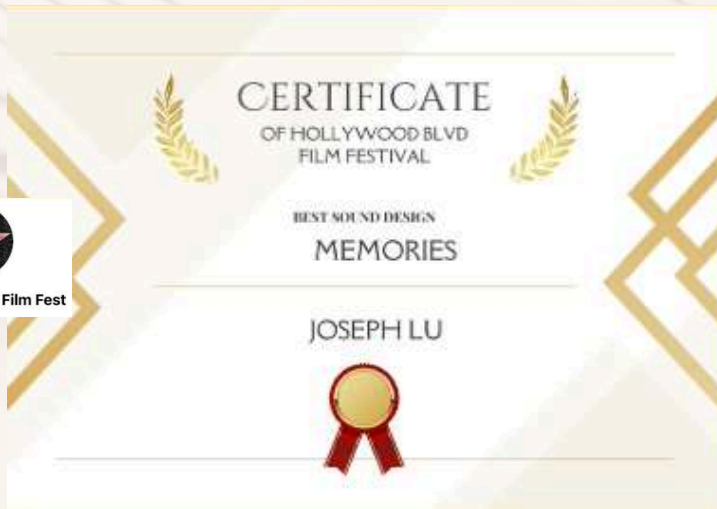 CERTIFICATE
OF HOLLYWOOD BLVD
FILM FESTIVAL
BEST SOUND DESIGN
MEMORIES
Film Fest
JOSEPH LU